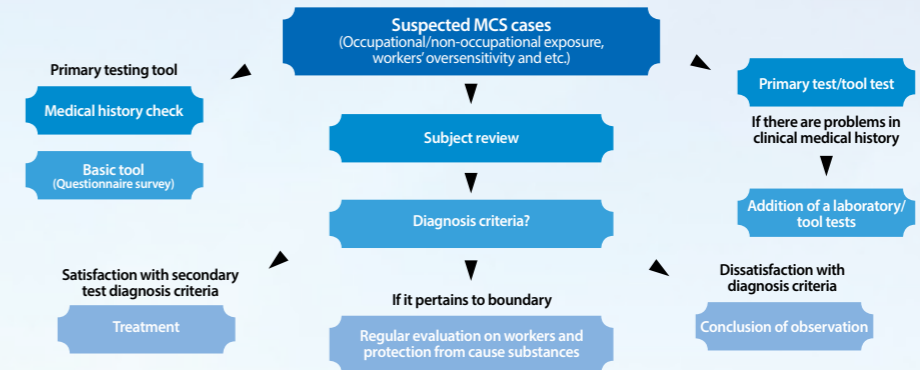 Suspected MCS cases
(Occupational/non-occupational exposure,
workers' oversensitivity and etc.)
Primary testing tool
Medical history check
Basic tool
(Questionnaire survey)
Subject review
Primary test/tool test
If there are problems in
clinical medical history
Addition of a laboratory/
tool tests
Diagnosis criteria?
Satisfaction with secondary
test diagnosis criteria
Treatment
If it pertains to boundary
Regular evaluation on workers and
protection from cause substances
Dissatisfaction with
diagnosis criteria
Conclusion of observation